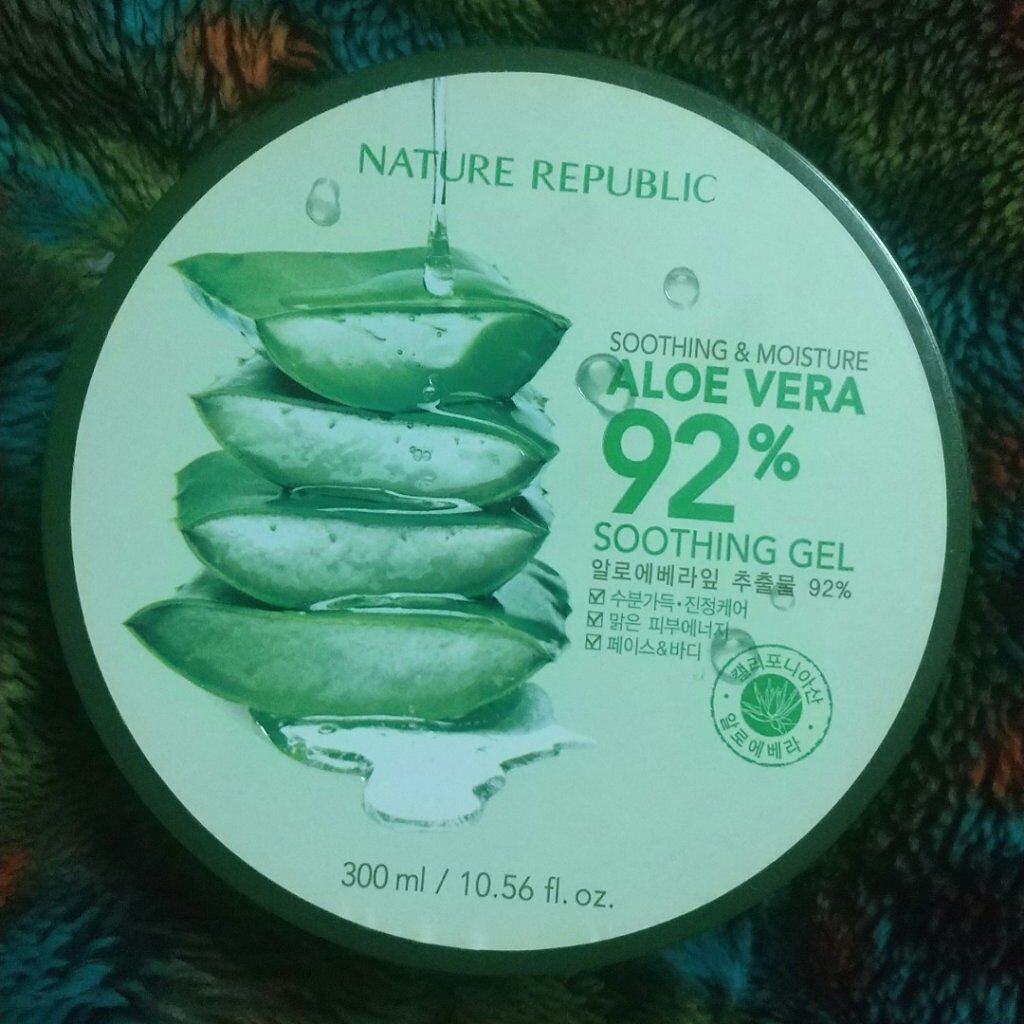 NATURE REPUBLIC
SOOTHING & MOISTURE
ALOE VERA
92%
SOOTHING GEL
알로에베라잎 추출물 92%
☑ 수분가득·진정케어
☑ 맑은 피부에너지
☑ 페이스&바디
캘리포니아산
알로에베라
300 ml / 10.56 fl. oz.